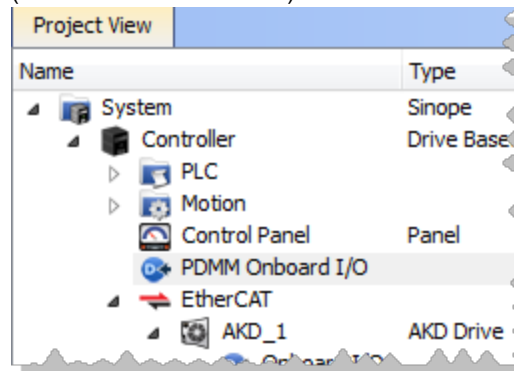 Project View
Name Type
System Sinope
Controller Drive Base
PLC
Motion
Control Panel Panel
PDMM Onboard I/O
EtherCAT
AKD_1 AKD Drive